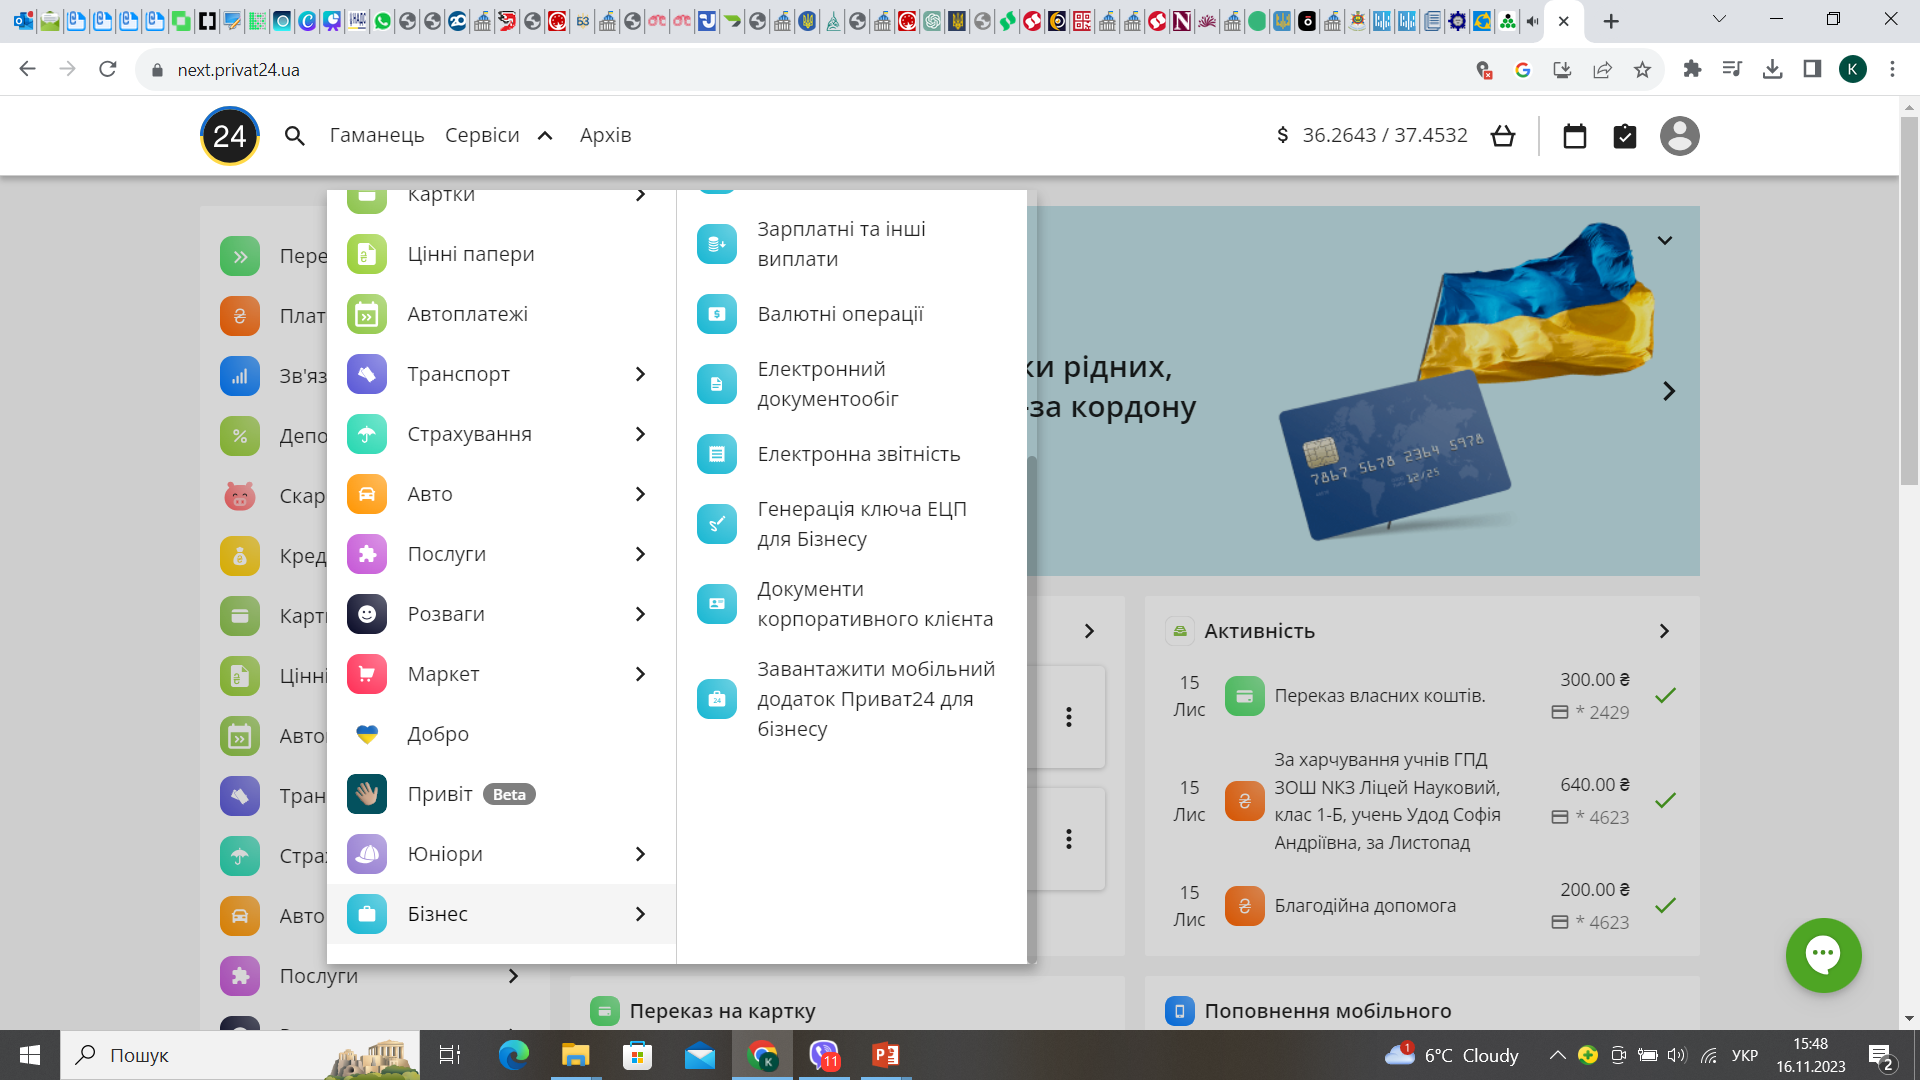 next.privat24.ua
K
24
Гаманець
Сервіси
Архів
$ 36.2643 / 37.4532
Картки
Цінні папери
Автоплатежі
Транспорт
Страхування
Авто
Послуги
Розваги
Маркет
Добро
Привіт Beta
Юніори
Бізнес
Зарплатні та інші
виплати
Валютні операції
Електронний
документообіг
Електронна звітність
Генерація ключа ЕЦП
для Бізнесу
Документи
корпоративного клієнта
Завантажити мобільний
додаток Приват24 для
бізнесу
Пере
Плат
Зв'яз
Депо
Скар
Кред
Карт
Цінні
Авто
Тран
Стра
Авто
Послуги
ки рідних,
-за кордону
7867 5678 2364 5978
12/25
Активність
15
Лис
Переказ власних коштів.
300.00 ₴
* 2429
15
Лис
За харчування учнів ГПД
ЗОШ NКЗ Ліцей Науковий,
клас 1-Б, учень Удод Софія
Андріївна, за Листопад
640.00 ₴
* 4623
15
Лис
Благодійна допомога
200.00 ₴
* 4623
Переказ на картку
Поповнення мобільного
Пошук
11
1
6°C Cloudy
УКР
15:48
16.11.2023
2